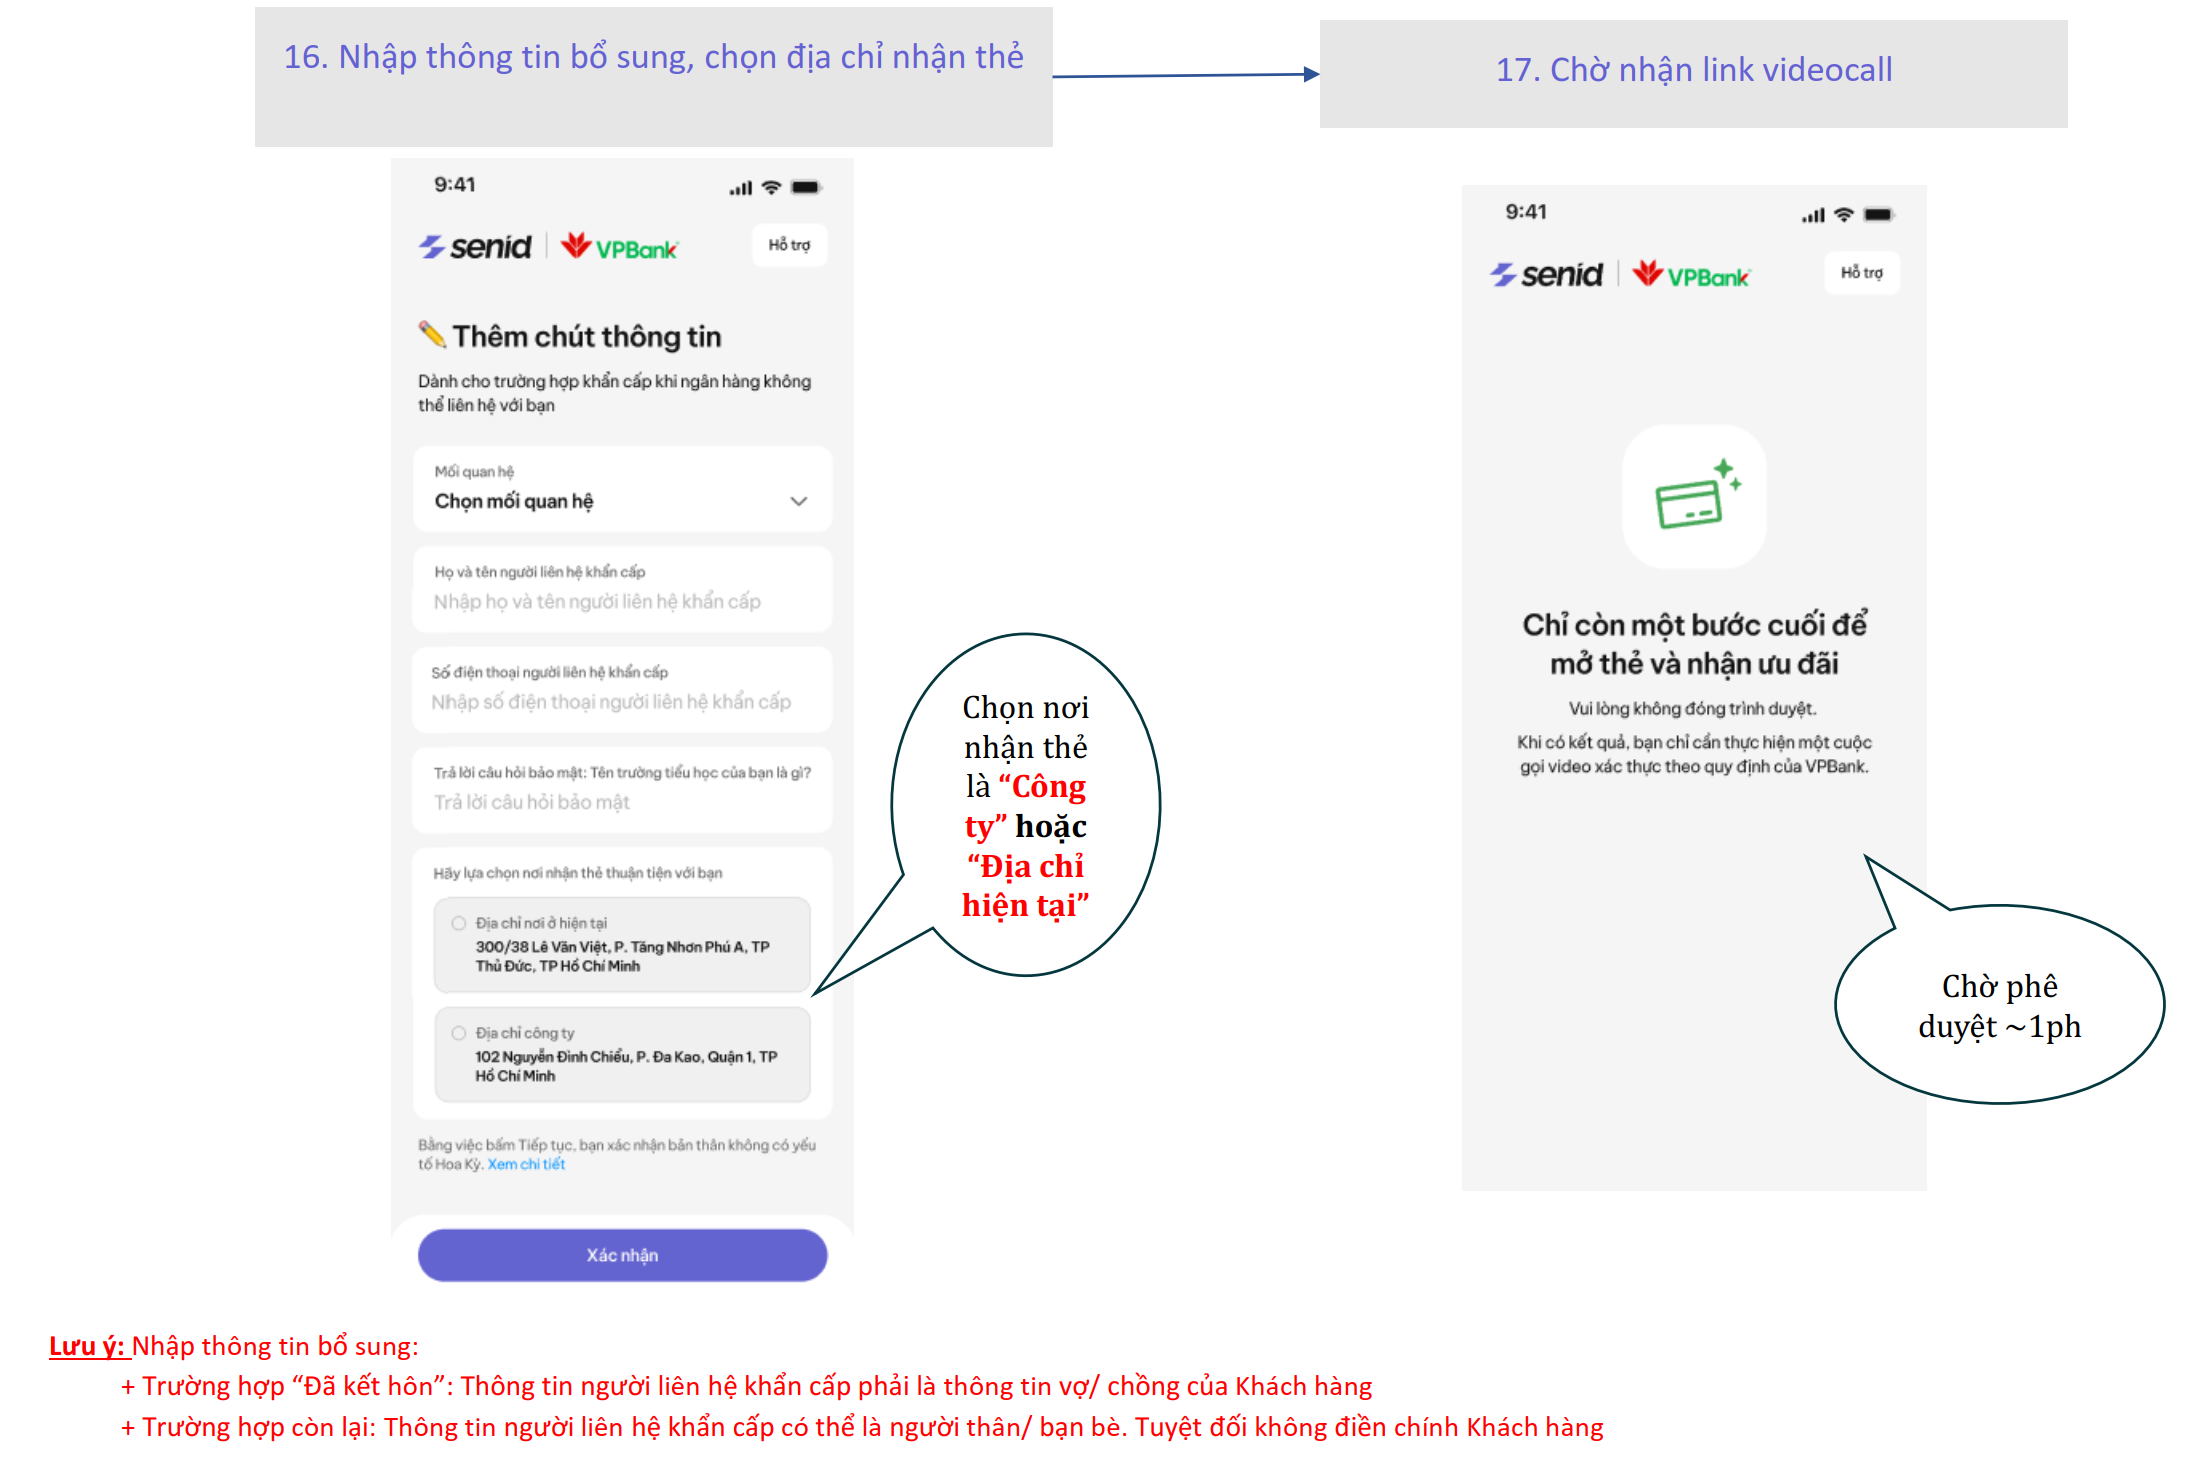 16. Nhập thông tin bổ sung, chọn địa chỉ nhận thẻ
17. Chờ nhận link videocall
9:41
senid
VPBank
Hỗ trợ
Thêm chút thông tin
Dành cho trường hợp khẩn cấp khi ngân hàng không
thể liên hệ với bạn
Mối quan hệ
Chọn mối quan hệ
Họ và tên người liên hệ khẩn cấp
Nhập họ và tên người liên hệ khẩn cấp
Số điện thoại người liên hệ khẩn cấp
Nhập số điện thoại người liên hệ khẩn cấp
Trả lời câu hỏi bảo mật: Tên trường tiểu học của bạn là gì?
Trả lời câu hỏi bảo mật
Hãy lựa chọn nơi nhận thẻ thuận tiện với bạn
Địa chỉ nơi ở hiện tại
300/38 Lê Văn Việt, P. Tăng Nhơn Phú A, TP
Thủ Đức, TP Hồ Chí Minh
Địa chỉ công ty
102 Nguyễn Đình Chiểu, P. Đa Kao, Quận 1, TP
Hồ Chí Minh
Bằng việc bấm Tiếp tục, bạn xác nhận bản thân không có yếu
tố Hoa Kỳ. Xem chi tiết
Xác nhận
Chọn nơi
nhận thẻ
là “Công
ty” hoặc
“Địa chỉ
hiện tại”
9:41
senid
VPBank
Hỗ trợ
Chỉ còn một bước cuối để
mở thẻ và nhận ưu đãi
Vui lòng không đóng trình duyệt.
Khi có kết quả, bạn chỉ cần thực hiện một cuộc
gọi video xác thực theo quy định của VPBank.
Chờ phê
duyệt ~1ph
Lưu ý: Nhập thông tin bổ sung:
+ Trường hợp “Đã kết hôn”: Thông tin người liên hệ khẩn cấp phải là thông tin vợ/ chồng của Khách hàng
+ Trường hợp còn lại: Thông tin người liên hệ khẩn cấp có thể là người thân/ bạn bè. Tuyệt đối không điền chính Khách hàng